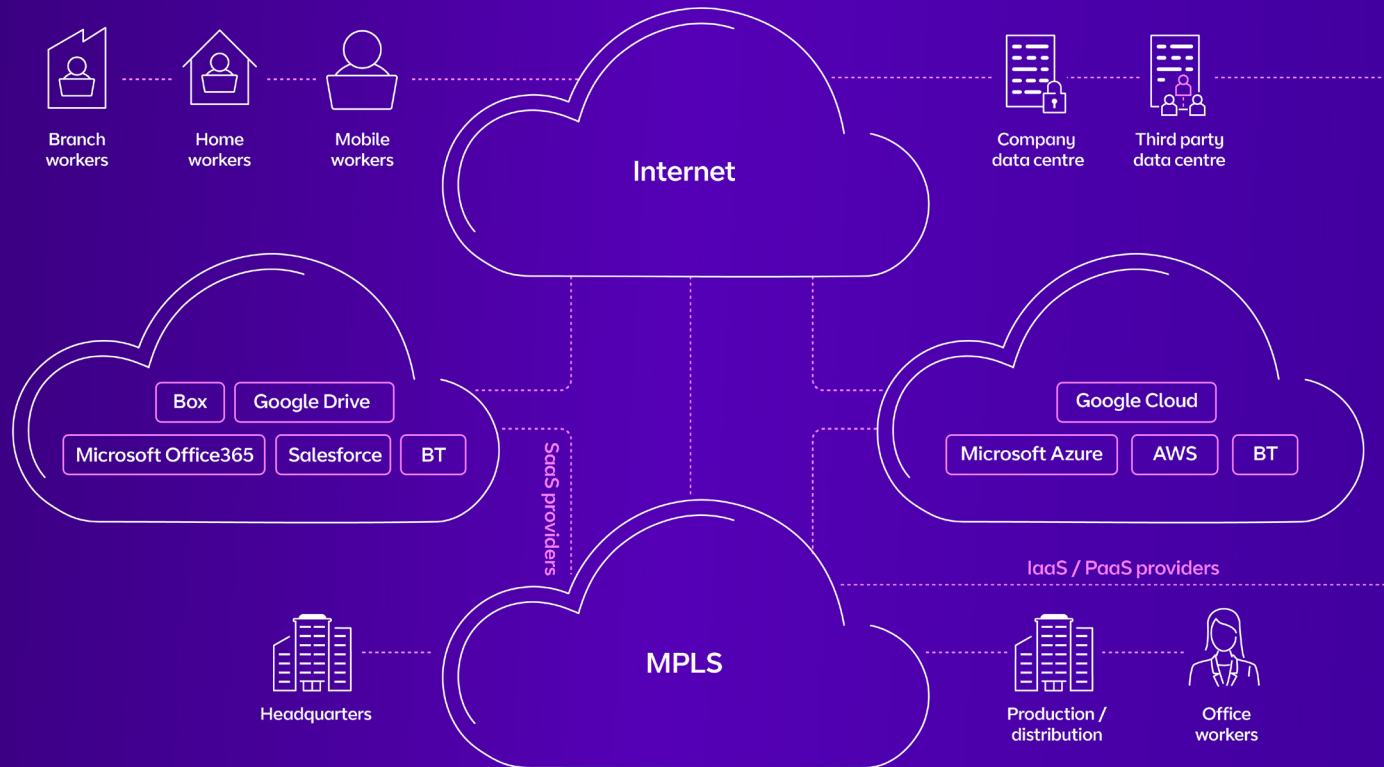 Branch
workers
Home
workers
Mobile
workers
Internet
Company
data centre
Third party
data centre
Box
Google Drive
Microsoft Office365
Salesforce
BT
SaaS providers
Google Cloud
Microsoft Azure
AWS
BT
IaaS / PaaS providers
Headquarters
MPLS
Production /
distribution
Office
workers